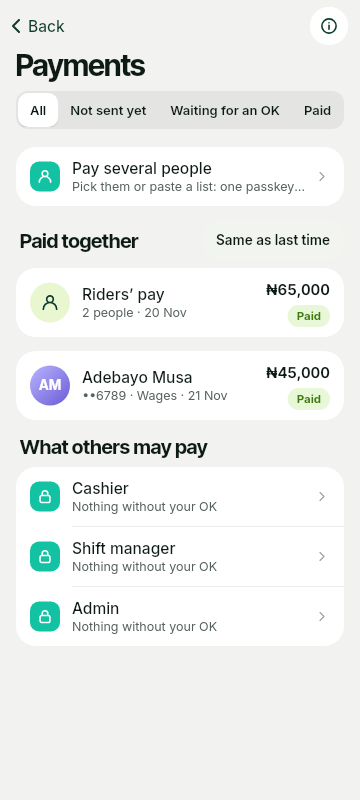 Back
Payments
All
Not sent yet
Waiting for an OK
Paid
Pay several people
Pick them or paste a list: one passkey...
Paid together
Same as last time
Riders’ pay
₦65,000
2 people · 20 Nov
Paid
AM
Adebayo Musa
₦45,000
••6789 · Wages · 21 Nov
Paid
What others may pay
Cashier
Nothing without your OK
Shift manager
Nothing without your OK
Admin
Nothing without your OK